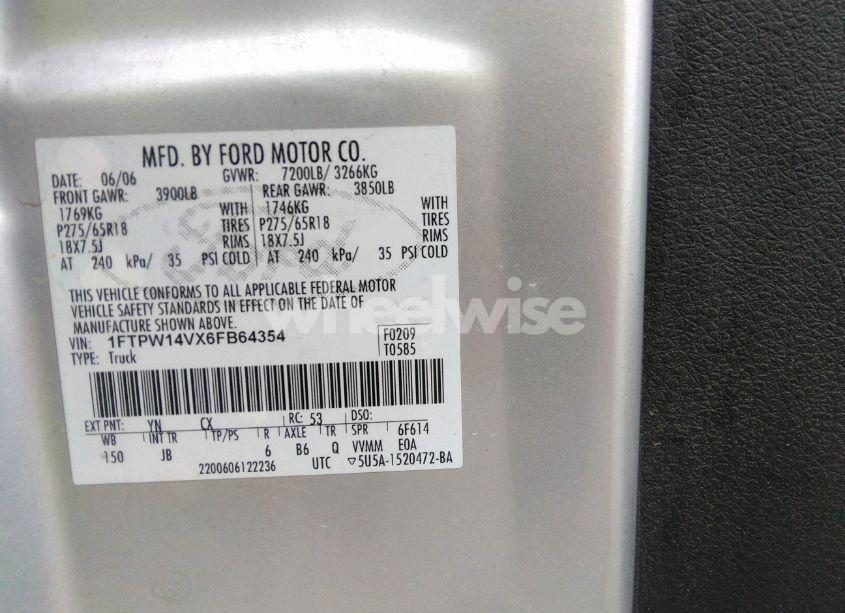 MFD. BY FORD MOTOR CO.
DATE: 06/06 GVWR: 7200LB/ 3266KG
FRONT GAWR: 3900LB REAR GAWR: 3850LB
1769KG WITH 1746KG WITH
P275/65R18 TIRES P275/65R18 TIRES
18X7.5J RIMS 18X7.5J RIMS
AT 240 kPa/ 35 PSI COLD AT 240 kPa/ 35 PSI COLD
THIS VEHICLE CONFORMS TO ALL APPLICABLE FEDERAL MOTOR
VEHICLE SAFETY STANDARDS IN EFFECT ON THE DATE OF
MANUFACTURE SHOWN ABOVE.
wheelwise
VIN: 1FTPW14VX6FB64354 F0209
TYPE: Truck T0585
EXT PNT: YN CX RC: 53 DSO:
WB INT TR TP/PS R AXLE TR SPR 6F614
150 JB 6 B6 Q VVMM E0A
2200606122236 UTC ▽5U5A-1520472-BA